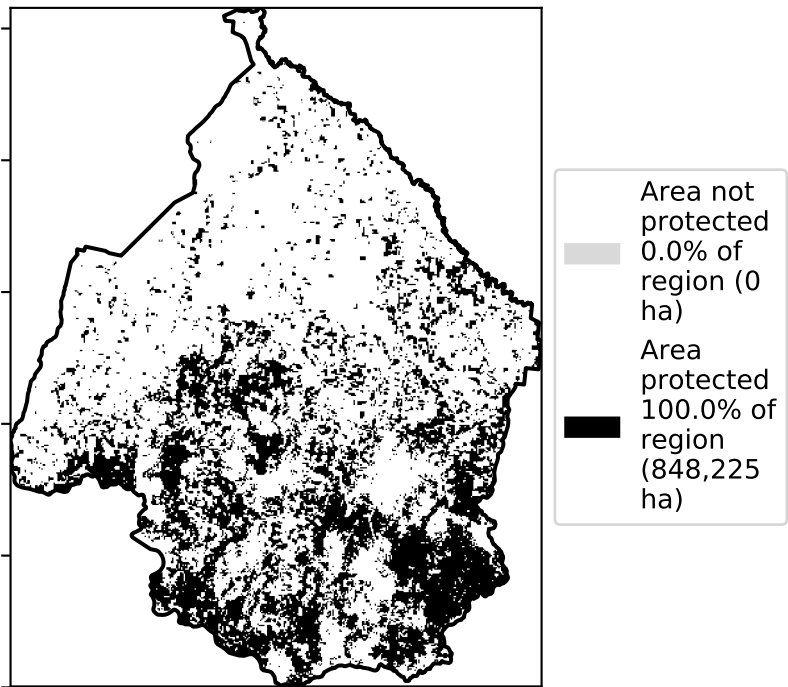 Area not
protected
0.0% of
region (0
ha)
Area
protected
100.0% of
region
(848,225
ha)